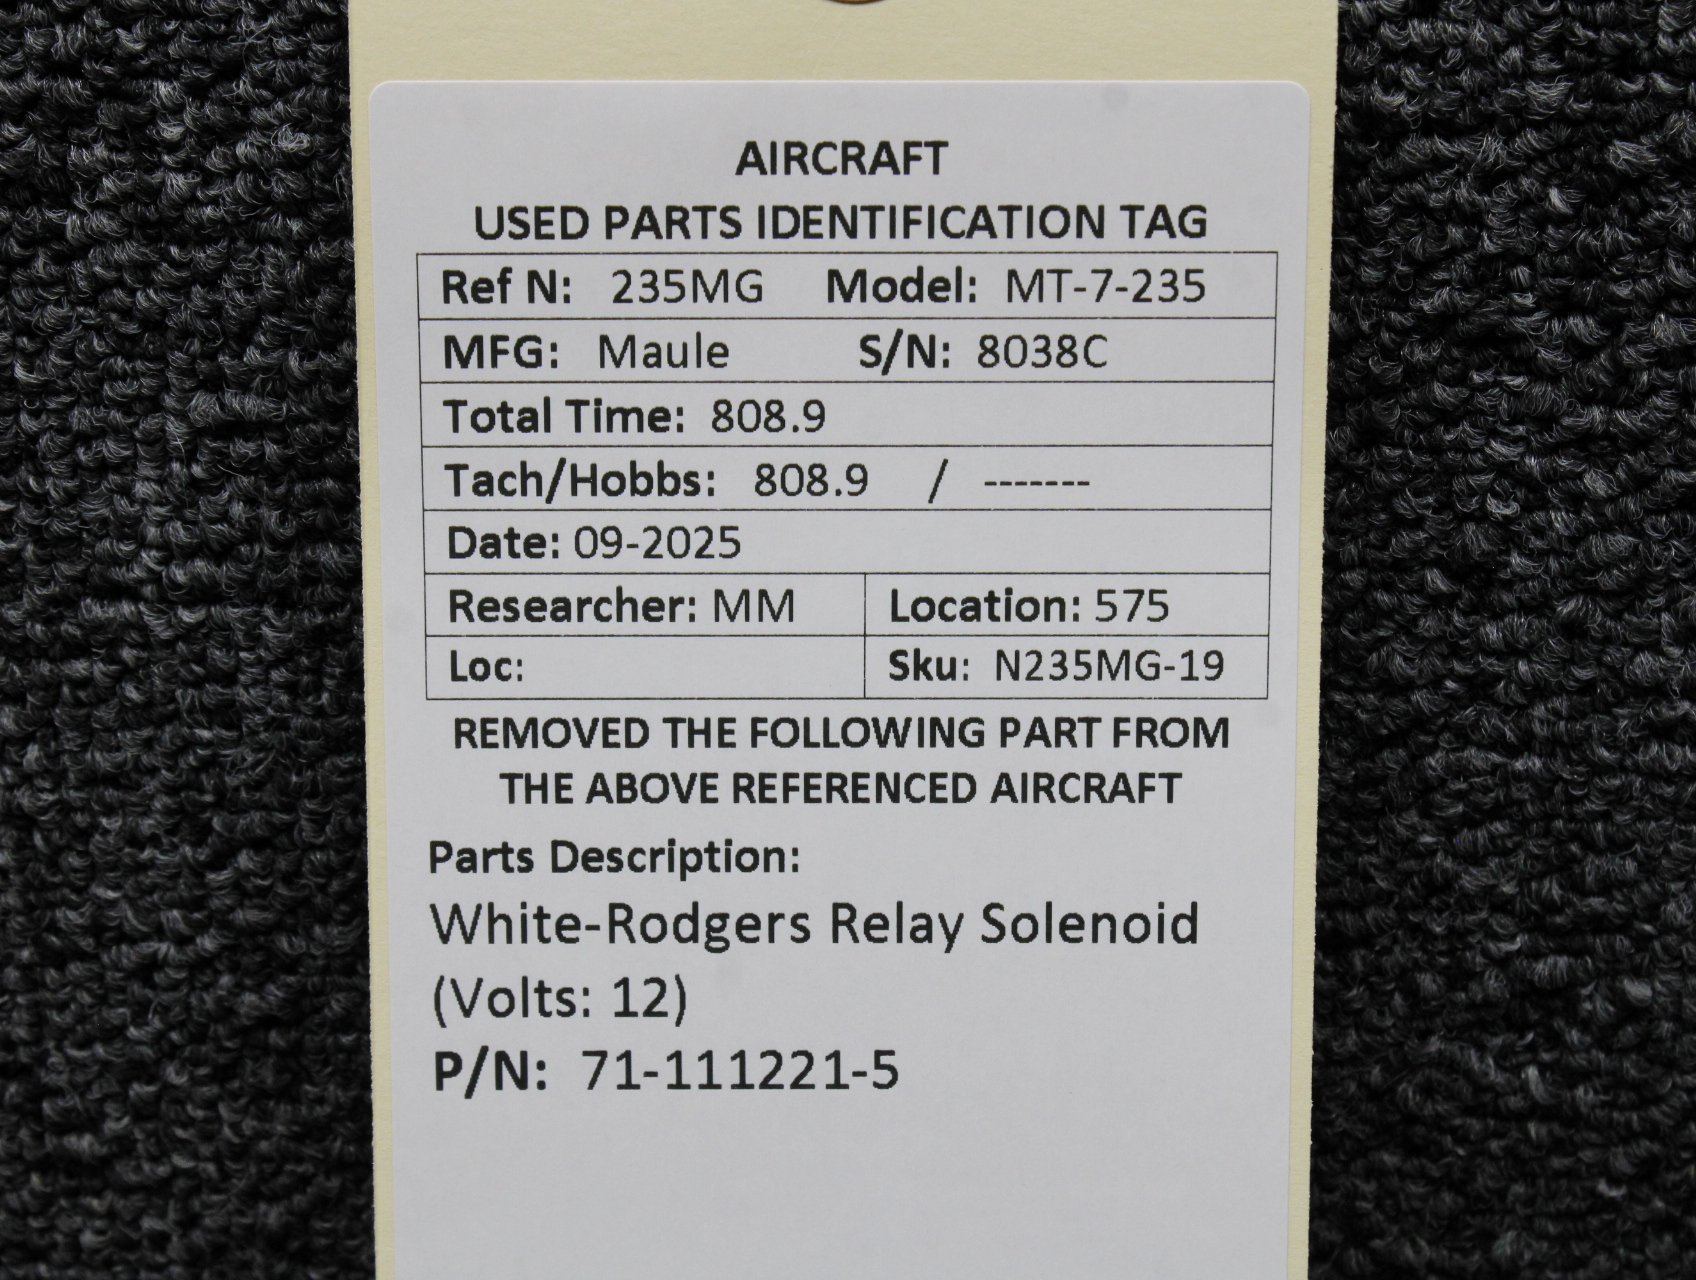 AIRCRAFT
USED PARTS IDENTIFICATION TAG
Ref N: 235MG Model: MT-7-235
MFG: Maule S/N: 8038C
Total Time: 808.9
Tach/Hobbs: 808.9 / -------
Date: 09-2025
Researcher: MM Location: 575
Loc: Sku: N235MG-19
REMOVED THE FOLLOWING PART FROM
THE ABOVE REFERENCED AIRCRAFT
Parts Description:
White-Rodgers Relay Solenoid
(Volts: 12)
P/N: 71-111221-5